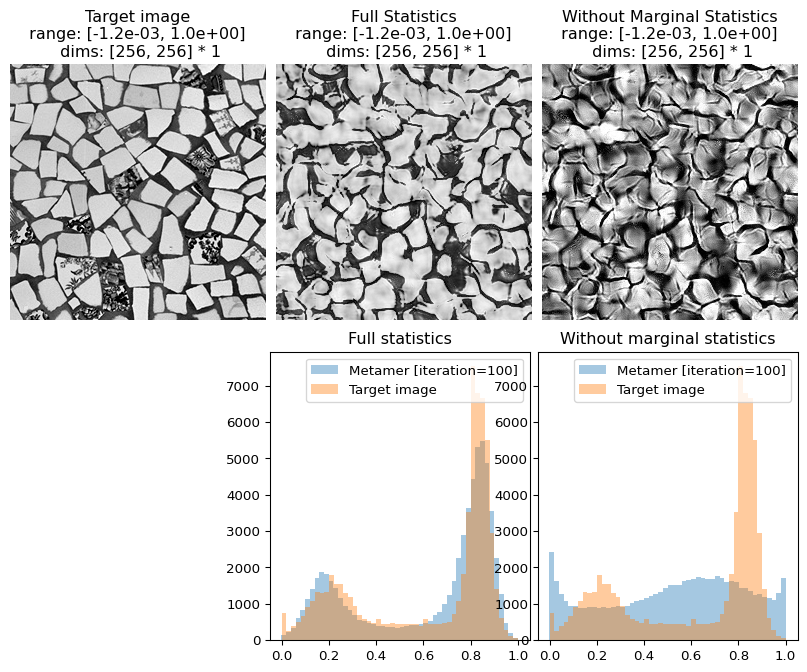 Target image
range: [-1.2e-03, 1.0e+00]
dims: [256, 256] * 1
Full Statistics
range: [-1.2e-03, 1.0e+00]
dims: [256, 256] * 1
Without Marginal Statistics
range: [-1.2e-03, 1.0e+00]
dims: [256, 256] * 1
Full statistics
Metamer [iteration=100]
Target image
7000
6000
5000
4000
3000
2000
1000
0
0.0 0.2 0.4 0.6 0.8 1.0
Without marginal statistics
Metamer [iteration=100]
Target image
7000
6000
5000
4000
3000
2000
1000
0
0.0 0.2 0.4 0.6 0.8 1.0